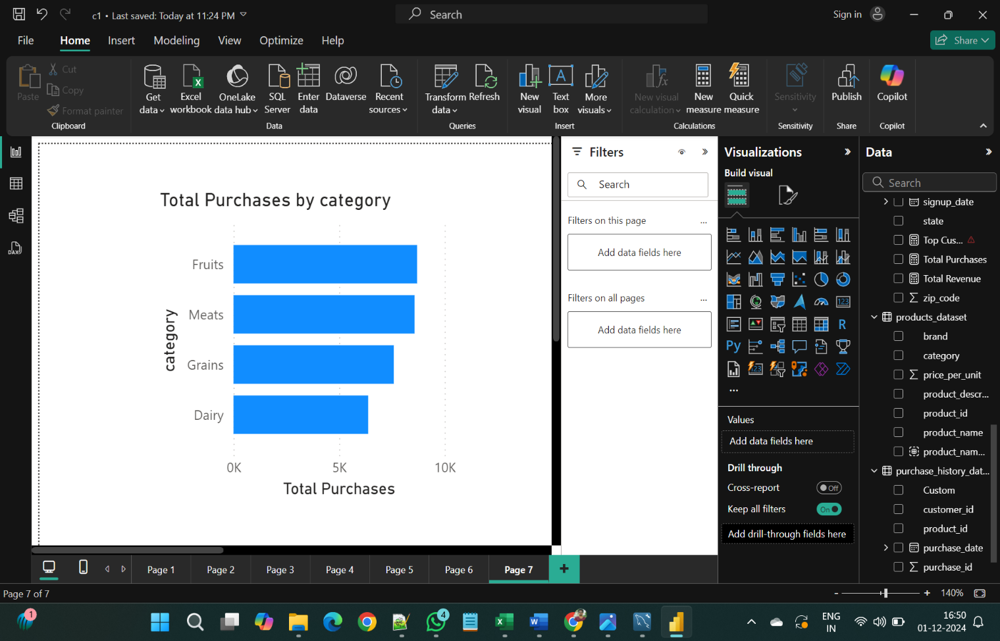 c1 • Last saved: Today at 11:24 PM
Search
Sign in
File
Home
Insert
Modeling
View
Optimize
Help
Share
Paste
Cut
Copy
Format painter
Clipboard
Get data
Excel workbook
OneLake data hub
SQL Server
Enter data
Dataverse
Recent sources
Data
Transform data
Refresh
Queries
New visual
Text box
More visuals
Insert
New visual calculation
New measure
Quick measure
Calculations
Sensitivity
Sensitivity
Publish
Share
Copilot
Copilot
DAX
Total Purchases by category
category
Fruits
Meats
Grains
Dairy
0K 5K 10K
Total Purchases
Filters
Search
Filters on this page
...
Add data fields here
Filters on all pages
...
Add data fields here
Visualizations
Build visual
123
R
Py
123
...
Values
Add data fields here
Drill through
Cross-report
Off
Keep all filters
On
Add drill-through fields here
Data
Search
signup_date
state
Top Cus...
Total Purchases
Total Revenue
zip_code
products_dataset
brand
category
price_per_unit
product_descr...
product_id
product_name
product_nam...
purchase_history_dat...
Custom
customer_id
product_id
purchase_date
purchase_id
Page 1
Page 2
Page 3
Page 4
Page 5
Page 6
Page 7
+
Page 7 of 7
- + 140%
1
4
ENG
IN
16:50
01-12-2024